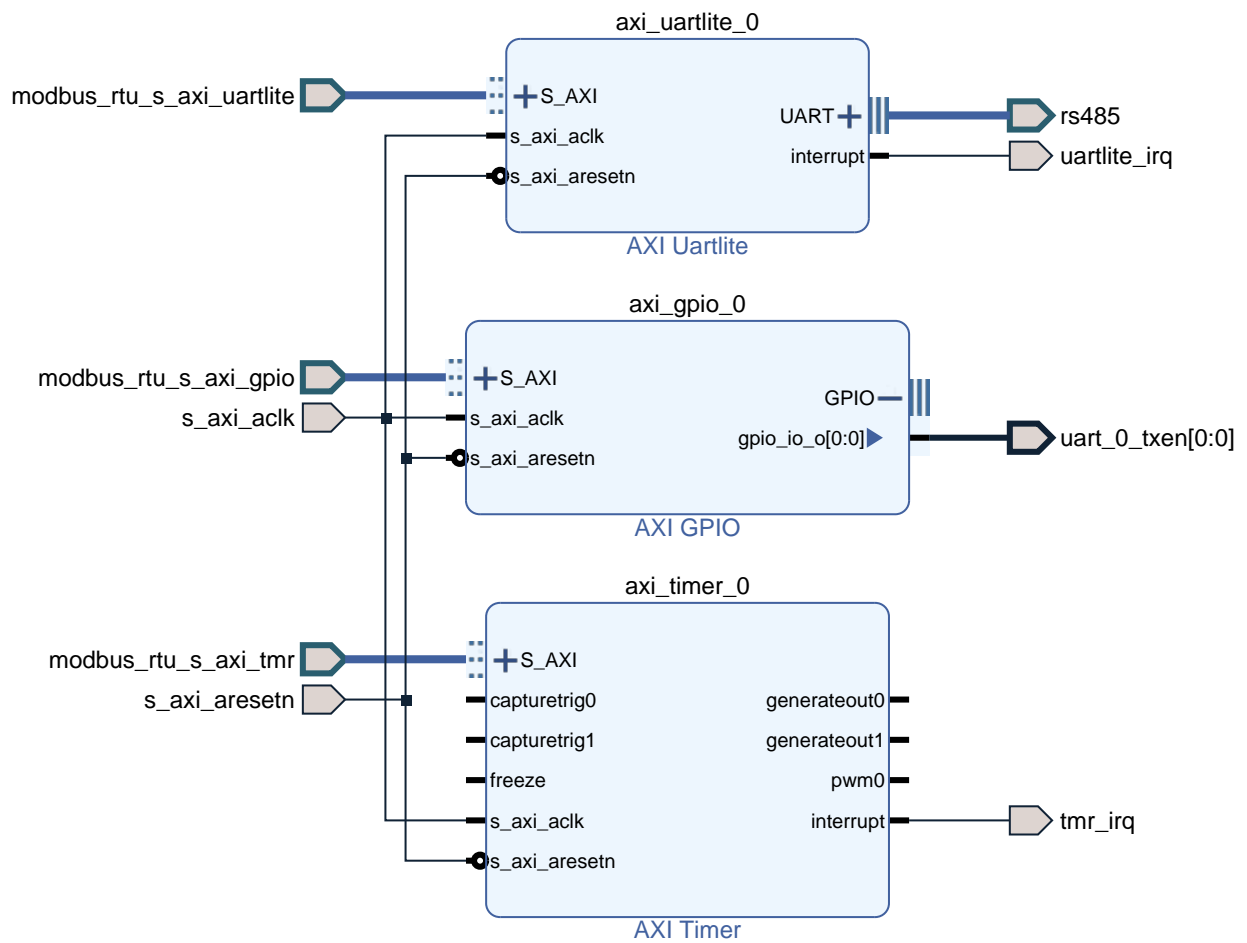 axi_uartlite_0
modbus_rtu_s_axi_uartlite
S_AXI
s_axi_aclk
s_axi_aresetn
UART
interrupt
rs485
uartlite_irq
AXI Uartlite
axi_gpio_0
modbus_rtu_s_axi_gpio
s_axi_aclk
S_AXI
s_axi_aclk
s_axi_aresetn
GPIO
gpio_io_o[0:0]
uart_0_txen[0:0]
AXI GPIO
axi_timer_0
modbus_rtu_s_axi_tmr
s_axi_aresetn
S_AXI
capturetrig0
capturetrig1
freeze
s_axi_aclk
s_axi_aresetn
generateout0
generateout1
pwm0
interrupt
tmr_irq
AXI Timer